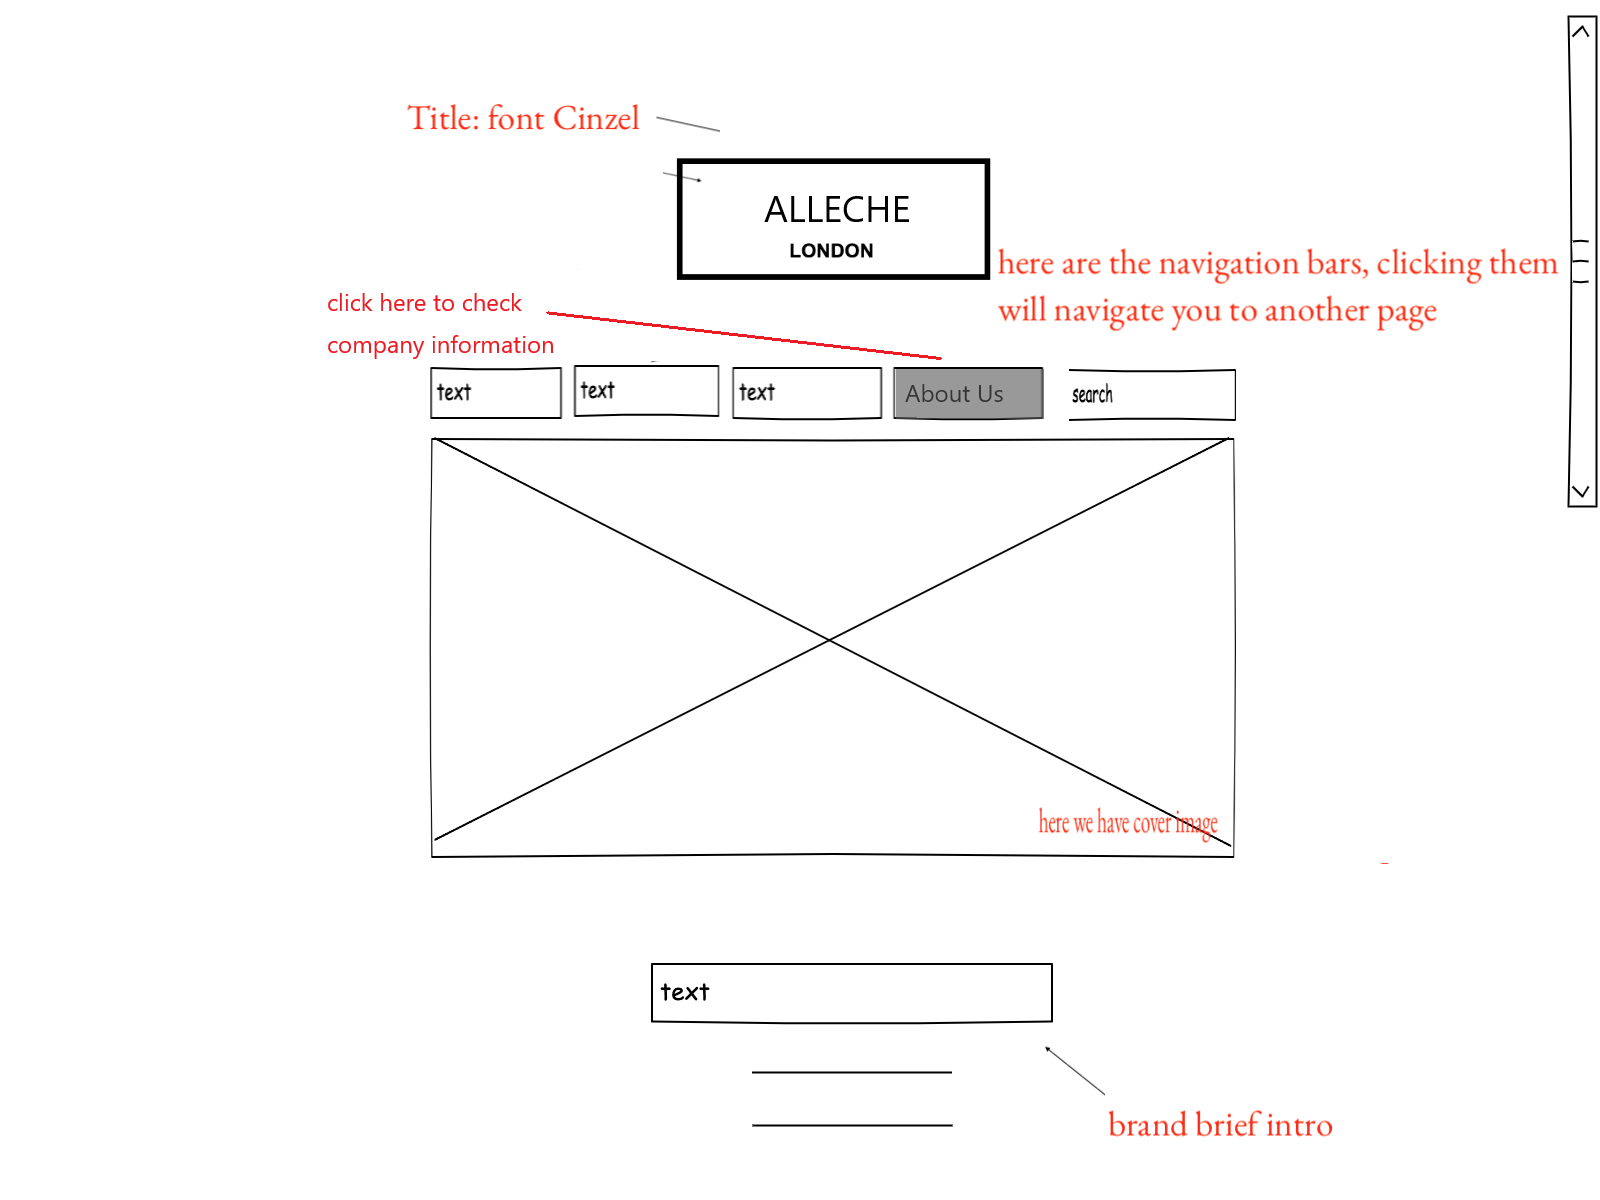 Title: font Cinzel
ALLECHE
LONDON
here are the navigation bars, clicking them
will navigate you to another page
click here to check
company information
text
text
text
About Us
search
here we have cover image
text
brand brief intro